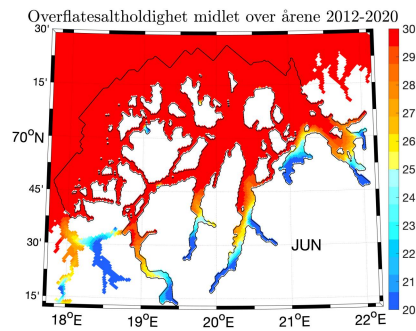 Overflatesaltholdighet midlet over årene 2012-2020
30'
15'
70°N
45'
30'
15'
18°E
19°E
20°E
21°E
22°E
JUN
30
29
28
27
26
25
24
23
22
21
20